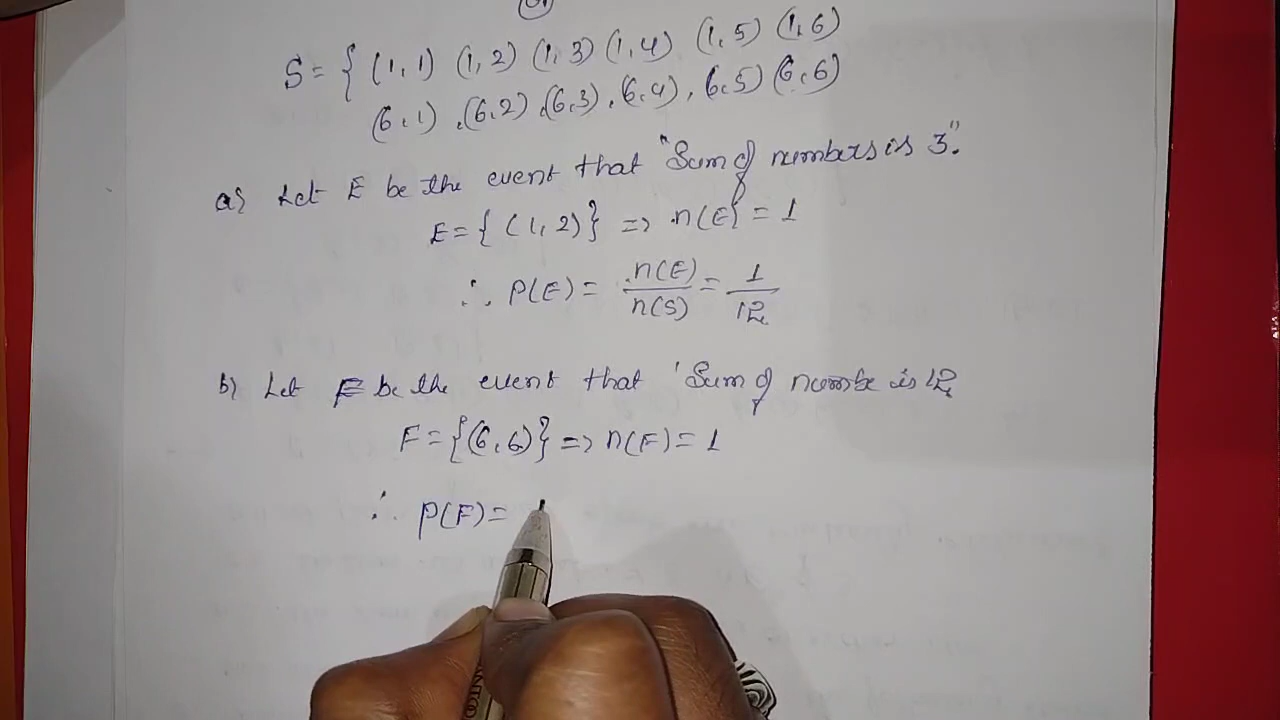 S = { (1,1) (1,2) (1,3) (1,4) (1,5) (1,6)
(6,1), (6,2), (6,3), (6,4), (6,5) (6,6)
a} Let E be the event that "Sum of numbers is 3".
E = { (1,2)} => n(E) = 1
∴ P(E) = n(E)/n(S) = 1/12
b) Let F be the event that 'Sum of numbe is 12
F = {(6,6)} => n(F) = 1
∴ P(F) =